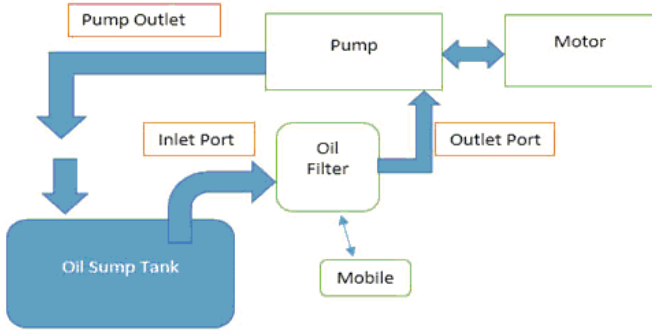 Pump Outlet
Pump
Motor
Inlet Port
Oil
Filter
Outlet Port
Oil Sump Tank
Mobile